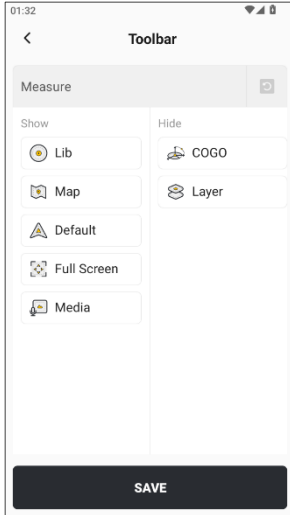 01:32
Toolbar
Measure
Show
Hide
Lib
COGO
Map
Layer
Default
Full Screen
Media
SAVE